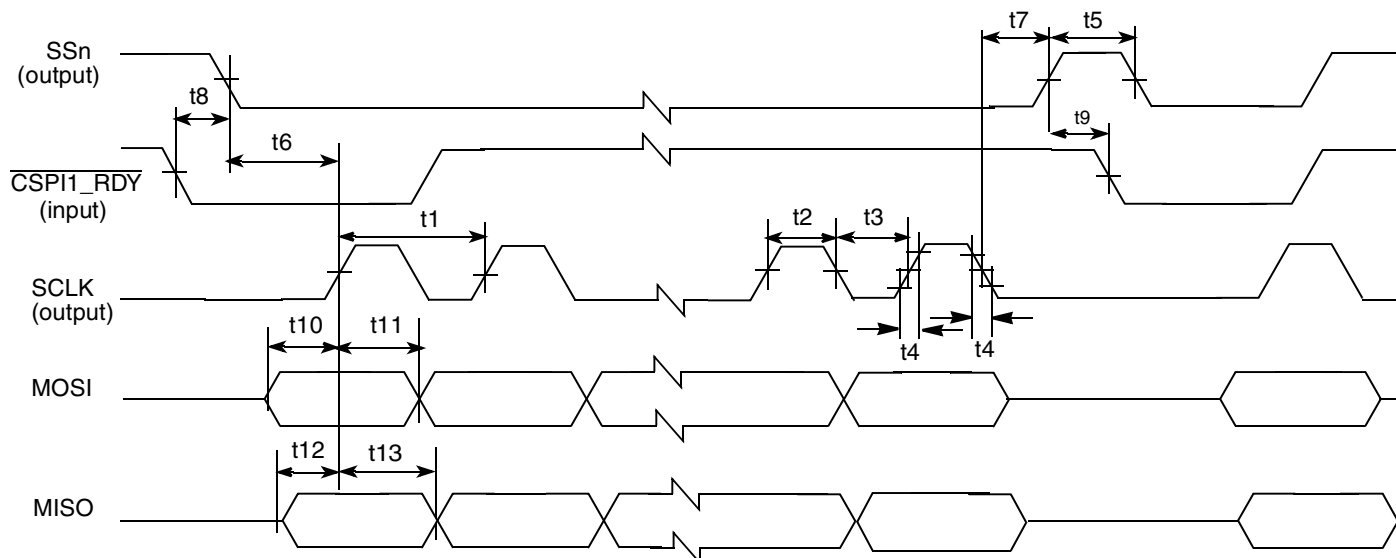 t7 t5
SSn
(output)
t8
t9
t6
CSPI1_RDY
(input)
t1
t2 t3
SCLK
(output)
t10 t11
t4 t4
MOSI
t12 t13
MISO